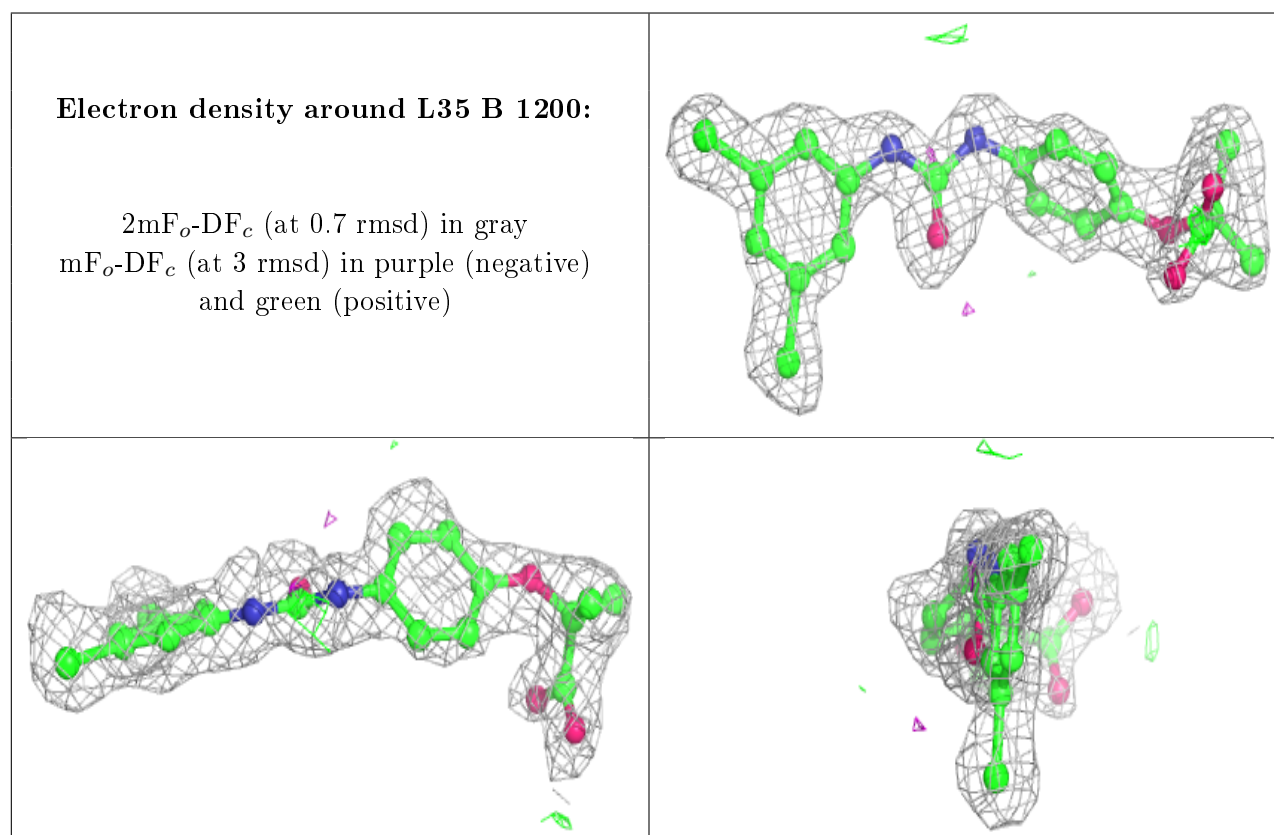 Electron density around L35 B 1200:
2mFₒ-DF𝒸 (at 0.7 rmsd) in gray
mFₒ-DF𝒸 (at 3 rmsd) in purple (negative)
and green (positive)